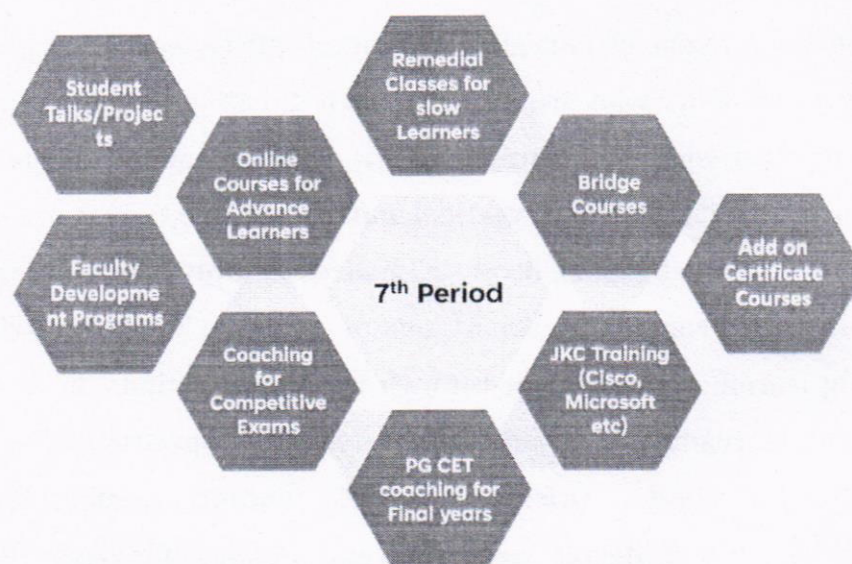 Student
Talks/Projec
ts
Remedial
Classes for
slow
Learners
Online
Courses for
Advance
Learners
Bridge
Courses
Add on
Certificate
Courses
Faculty
Developme
nt Programs
7th Period
Coaching
for
Competitive
Exams
JKC Training
(Cisco,
Microsoft
etc)
PG CET
coaching for
Final years